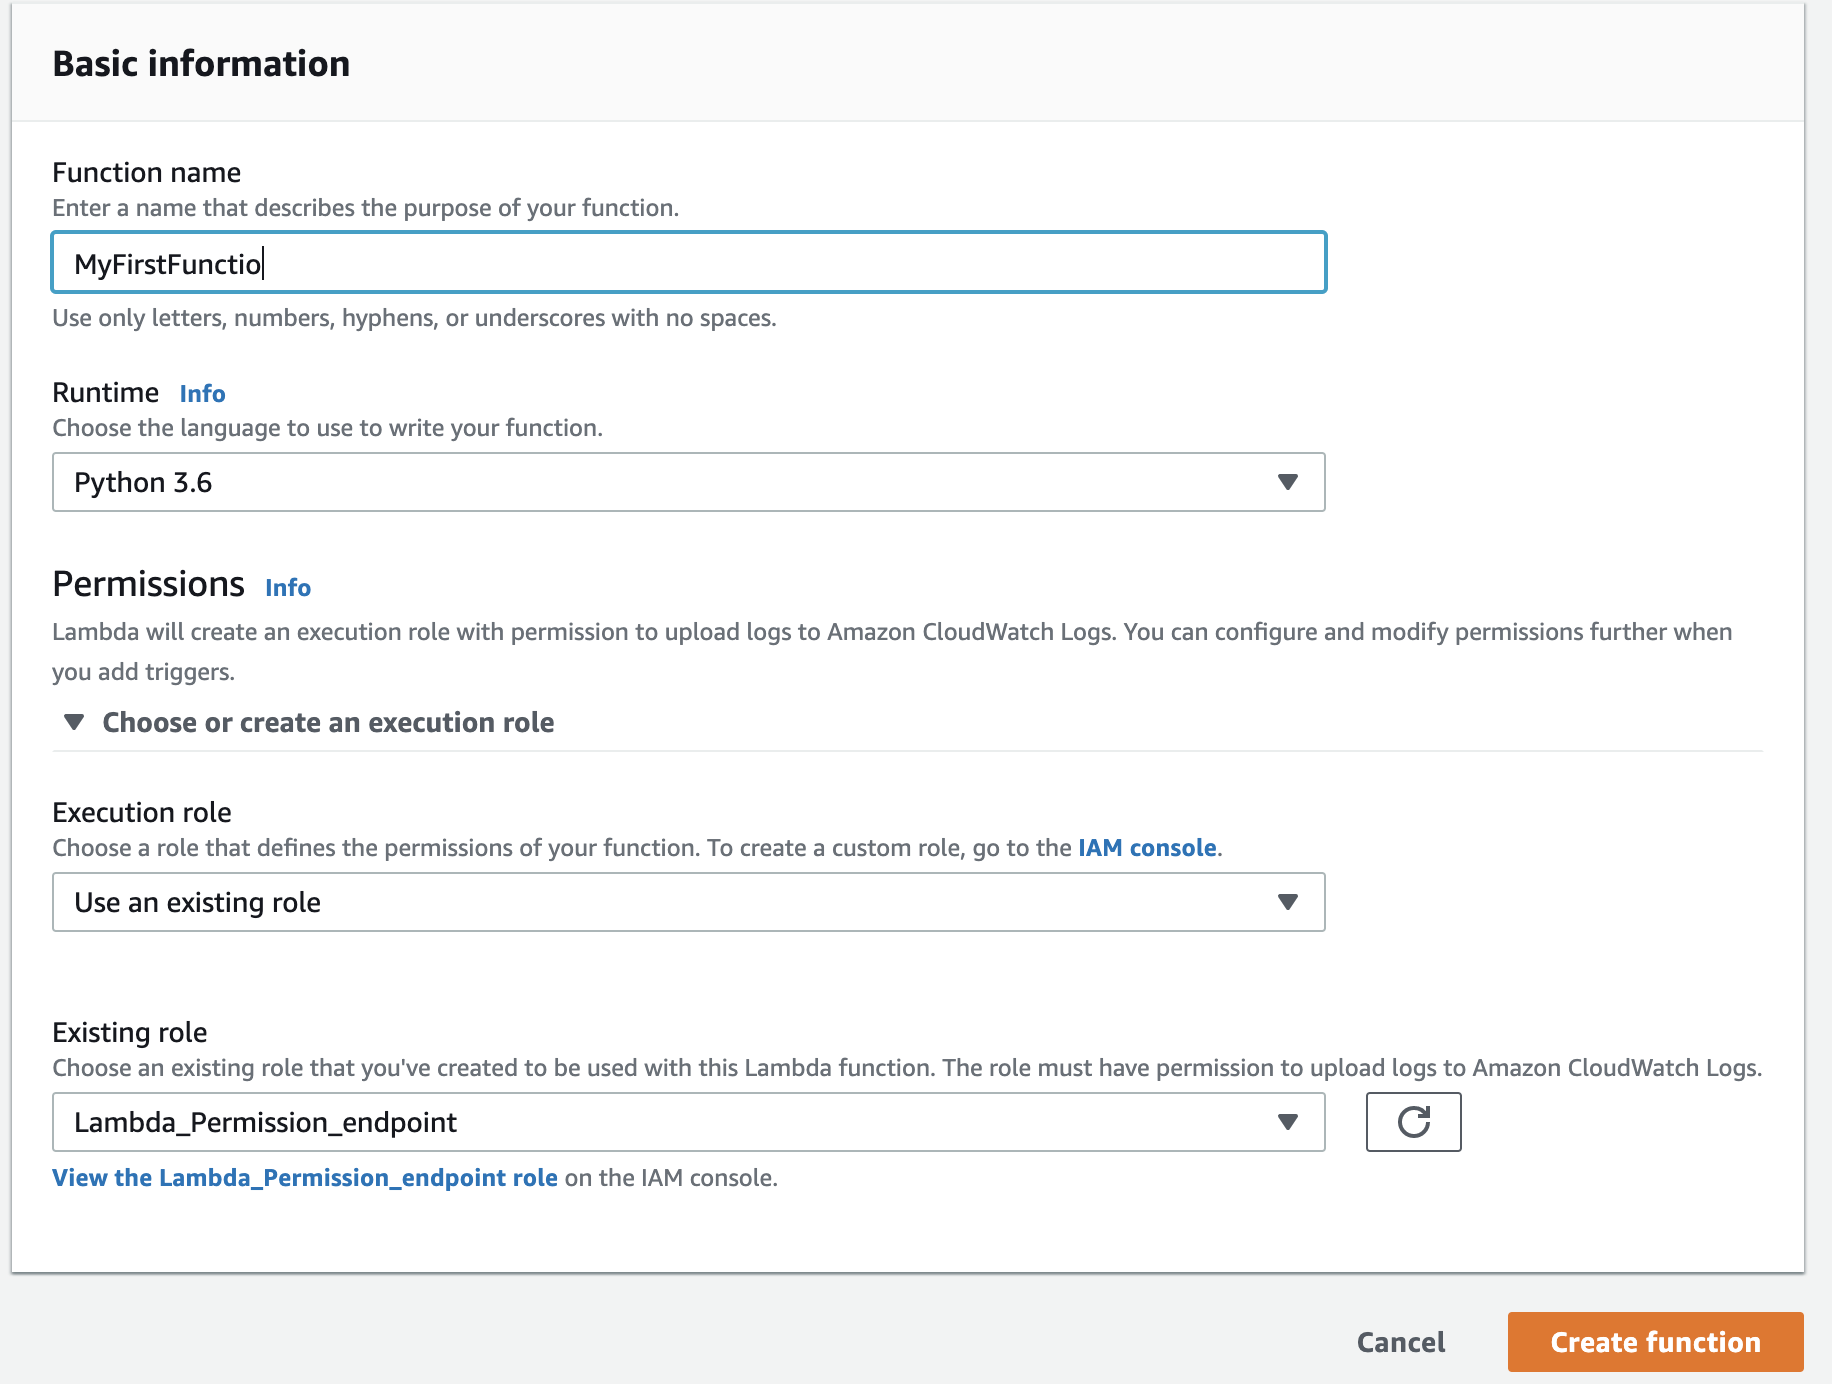 Basic information
Function name
Enter a name that describes the purpose of your function.
MyFirstFunctio
Use only letters, numbers, hyphens, or underscores with no spaces.
Runtime Info
Choose the language to use to write your function.
Python 3.6
Permissions Info
Lambda will create an execution role with permission to upload logs to Amazon CloudWatch Logs. You can configure and modify permissions further when
you add triggers.
Choose or create an execution role
Execution role
Choose a role that defines the permissions of your function. To create a custom role, go to the IAM console.
Use an existing role
Existing role
Choose an existing role that you've created to be used with this Lambda function. The role must have permission to upload logs to Amazon CloudWatch Logs.
Lambda_Permission_endpoint
View the Lambda_Permission_endpoint role on the IAM console.
Cancel Create function